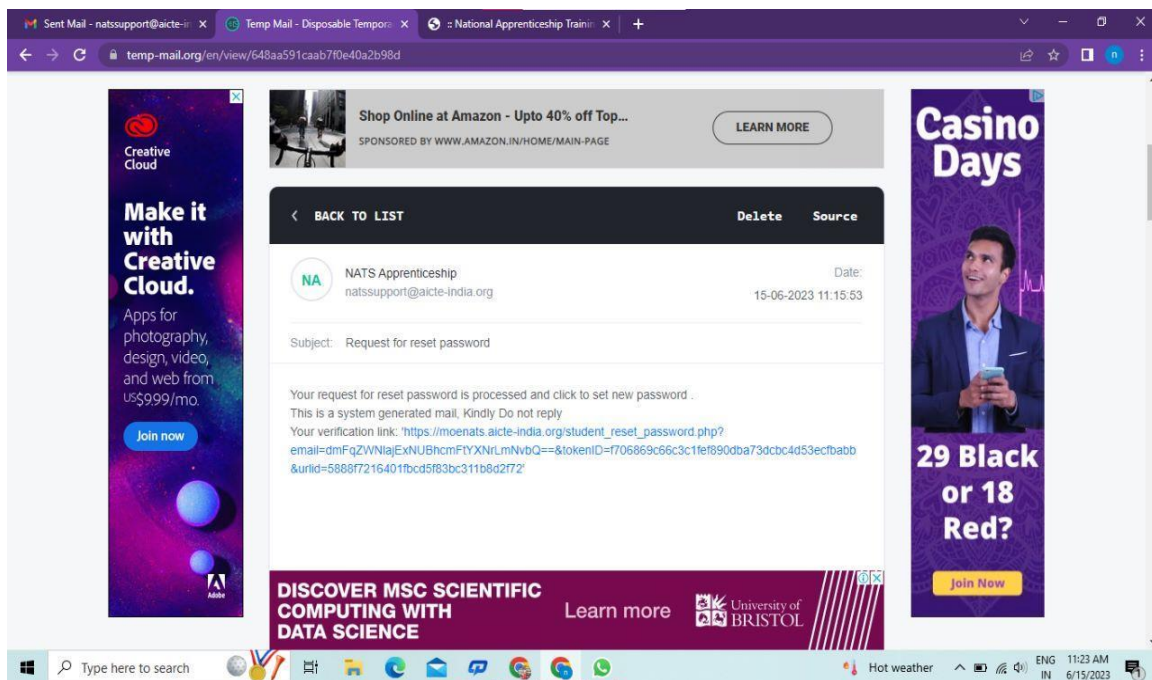 Sent Mail - natssupport@aicte-in
Temp Mail - Disposable Tempora
:: National Apprenticeship Trainin
temp-mail.org/en/view/648aa591caab7f0e40a2b98d
n
Shop Online at Amazon - Upto 40% off Top...
SPONSORED BY WWW.AMAZON.IN/HOME/MAIN-PAGE
LEARN MORE
Creative
Cloud
Make it
with
Creative
Cloud.
Apps for
photography,
design, video,
and web from
US$9.99/mo.
Join now
Adobe
BACK TO LIST
Delete Source
NA
NATS Apprenticeship
natssupport@aicte-india.org
Date:
15-06-2023 11:15:53
Subject: Request for reset password
Your request for reset password is processed and click to set new password .
This is a system generated mail, Kindly Do not reply
Your verification link: 'https://moenats.aicte-india.org/student_reset_password.php?
email=dmFqZWNlajExNUBhcmFtYXNrLmNvbQ==&tokenID=f706869c66c3c1fef890dba73dcbc4d53ecfbabb
&urlid=5888f7216401fbcd5f83bc311b8d2f72'
DISCOVER MSC SCIENTIFIC
COMPUTING WITH
DATA SCIENCE
Learn more
University of
BRISTOL
Casino
Days
29 Black
or 18
Red?
Join Now
Type here to search
Hot weather
ENG
IN
11:23 AM
6/15/2023